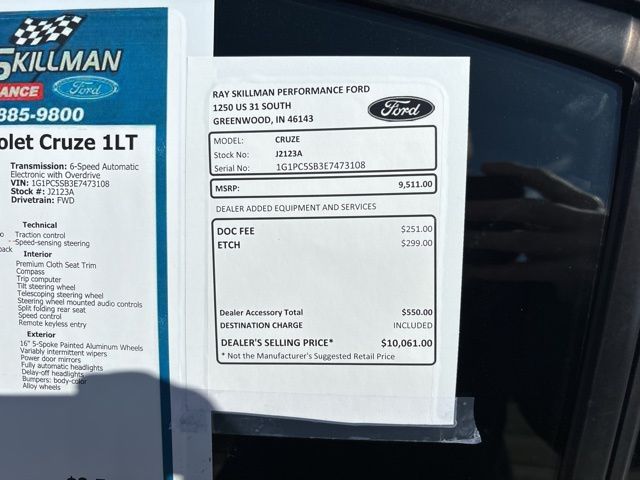 SKILLMAN
ANCE
Ford
885-9800
olet Cruze 1LT
Transmission: 6-Speed Automatic
Electronic with Overdrive
VIN: 1G1PC5SB3E7473108
Stock #: J2123A
Drivetrain: FWD
Technical
Traction control
Speed-sensing steering
Interior
Premium Cloth Seat Trim
Compass
Trip computer
Tilt steering wheel
Telescoping steering wheel
Steering wheel mounted audio controls
Split folding rear seat
Speed control
Remote keyless entry
Exterior
16" 5-Spoke Painted Aluminum Wheels
Variably intermittent wipers
Power door mirrors
Fully automatic headlights
Delay-off headlights
Bumpers: body-color
Alloy wheels
RAY SKILLMAN PERFORMANCE FORD
1250 US 31 SOUTH
GREENWOOD, IN 46143
Ford
MODEL: CRUZE
Stock No: J2123A
Serial No: 1G1PC5SB3E7473108
MSRP: 9,511.00
DEALER ADDED EQUIPMENT AND SERVICES
DOC FEE $251.00
ETCH $299.00
Dealer Accessory Total $550.00
DESTINATION CHARGE INCLUDED
DEALER'S SELLING PRICE* $10,061.00
* Not the Manufacturer's Suggested Retail Price